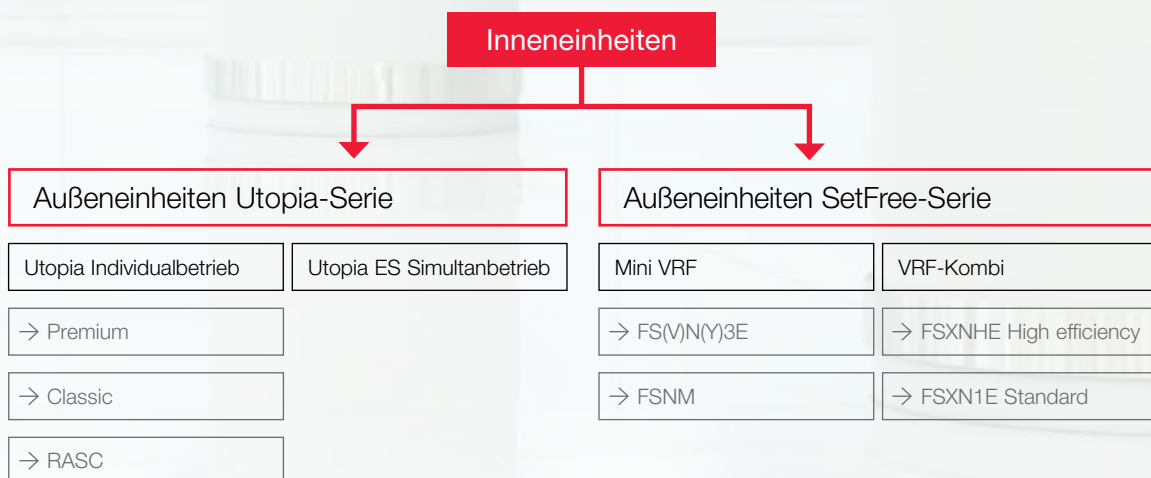 Inneneinheiten
Außeneinheiten Utopia-Serie
Außeneinheiten SetFree-Serie
Utopia Individualbetrieb
Utopia ES Simultanbetrieb
Mini VRF
VRF-Kombi
→ Premium
→ FS(V)N(Y)3E
→ FSXNHE High efficiency
→ Classic
→ FSNM
→ FSXN1E Standard
→ RASC